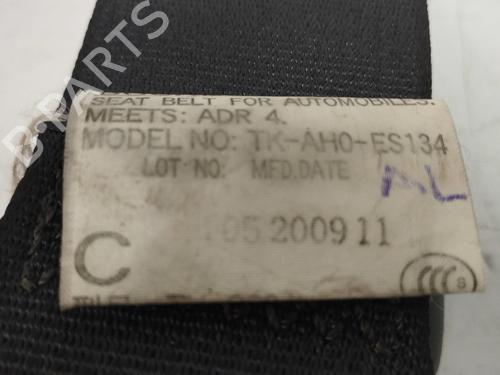 B-PARTS
SEAT BELT FOR AUTOMOBILES.
MEETS: ADR 4.
MODEL NO: TK-AH0-ES134
LOT NO: MFD.DATE
AL
05 2009 11
C
S
B-PARTS